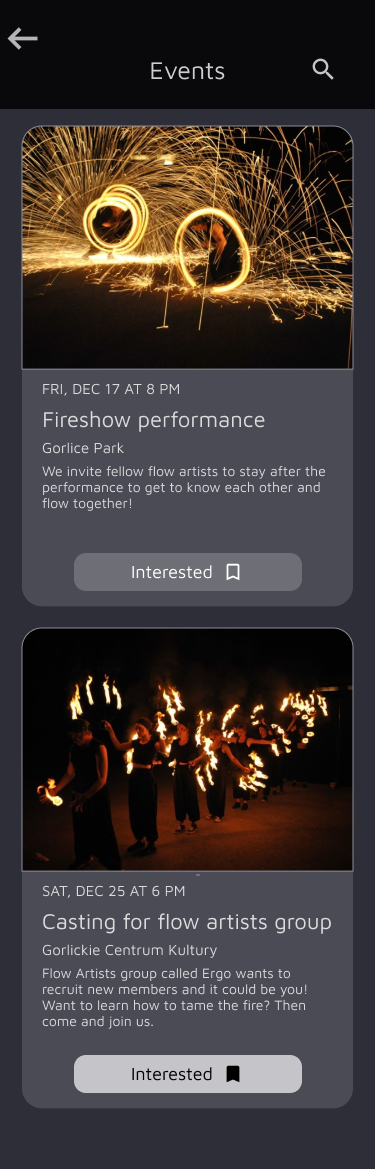 Events
FRI, DEC 17 AT 8 PM
Fireshow performance
Gorlice Park
We invite fellow flow artists to stay after the
performance to get to know each other and
flow together!
Interested
SAT, DEC 25 AT 6 PM
Casting for flow artists group
Gorlickie Centrum Kultury
Flow Artists group called Ergo wants to
recruit new members and it could be you!
Want to learn how to tame the fire? Then
come and join us.
Interested